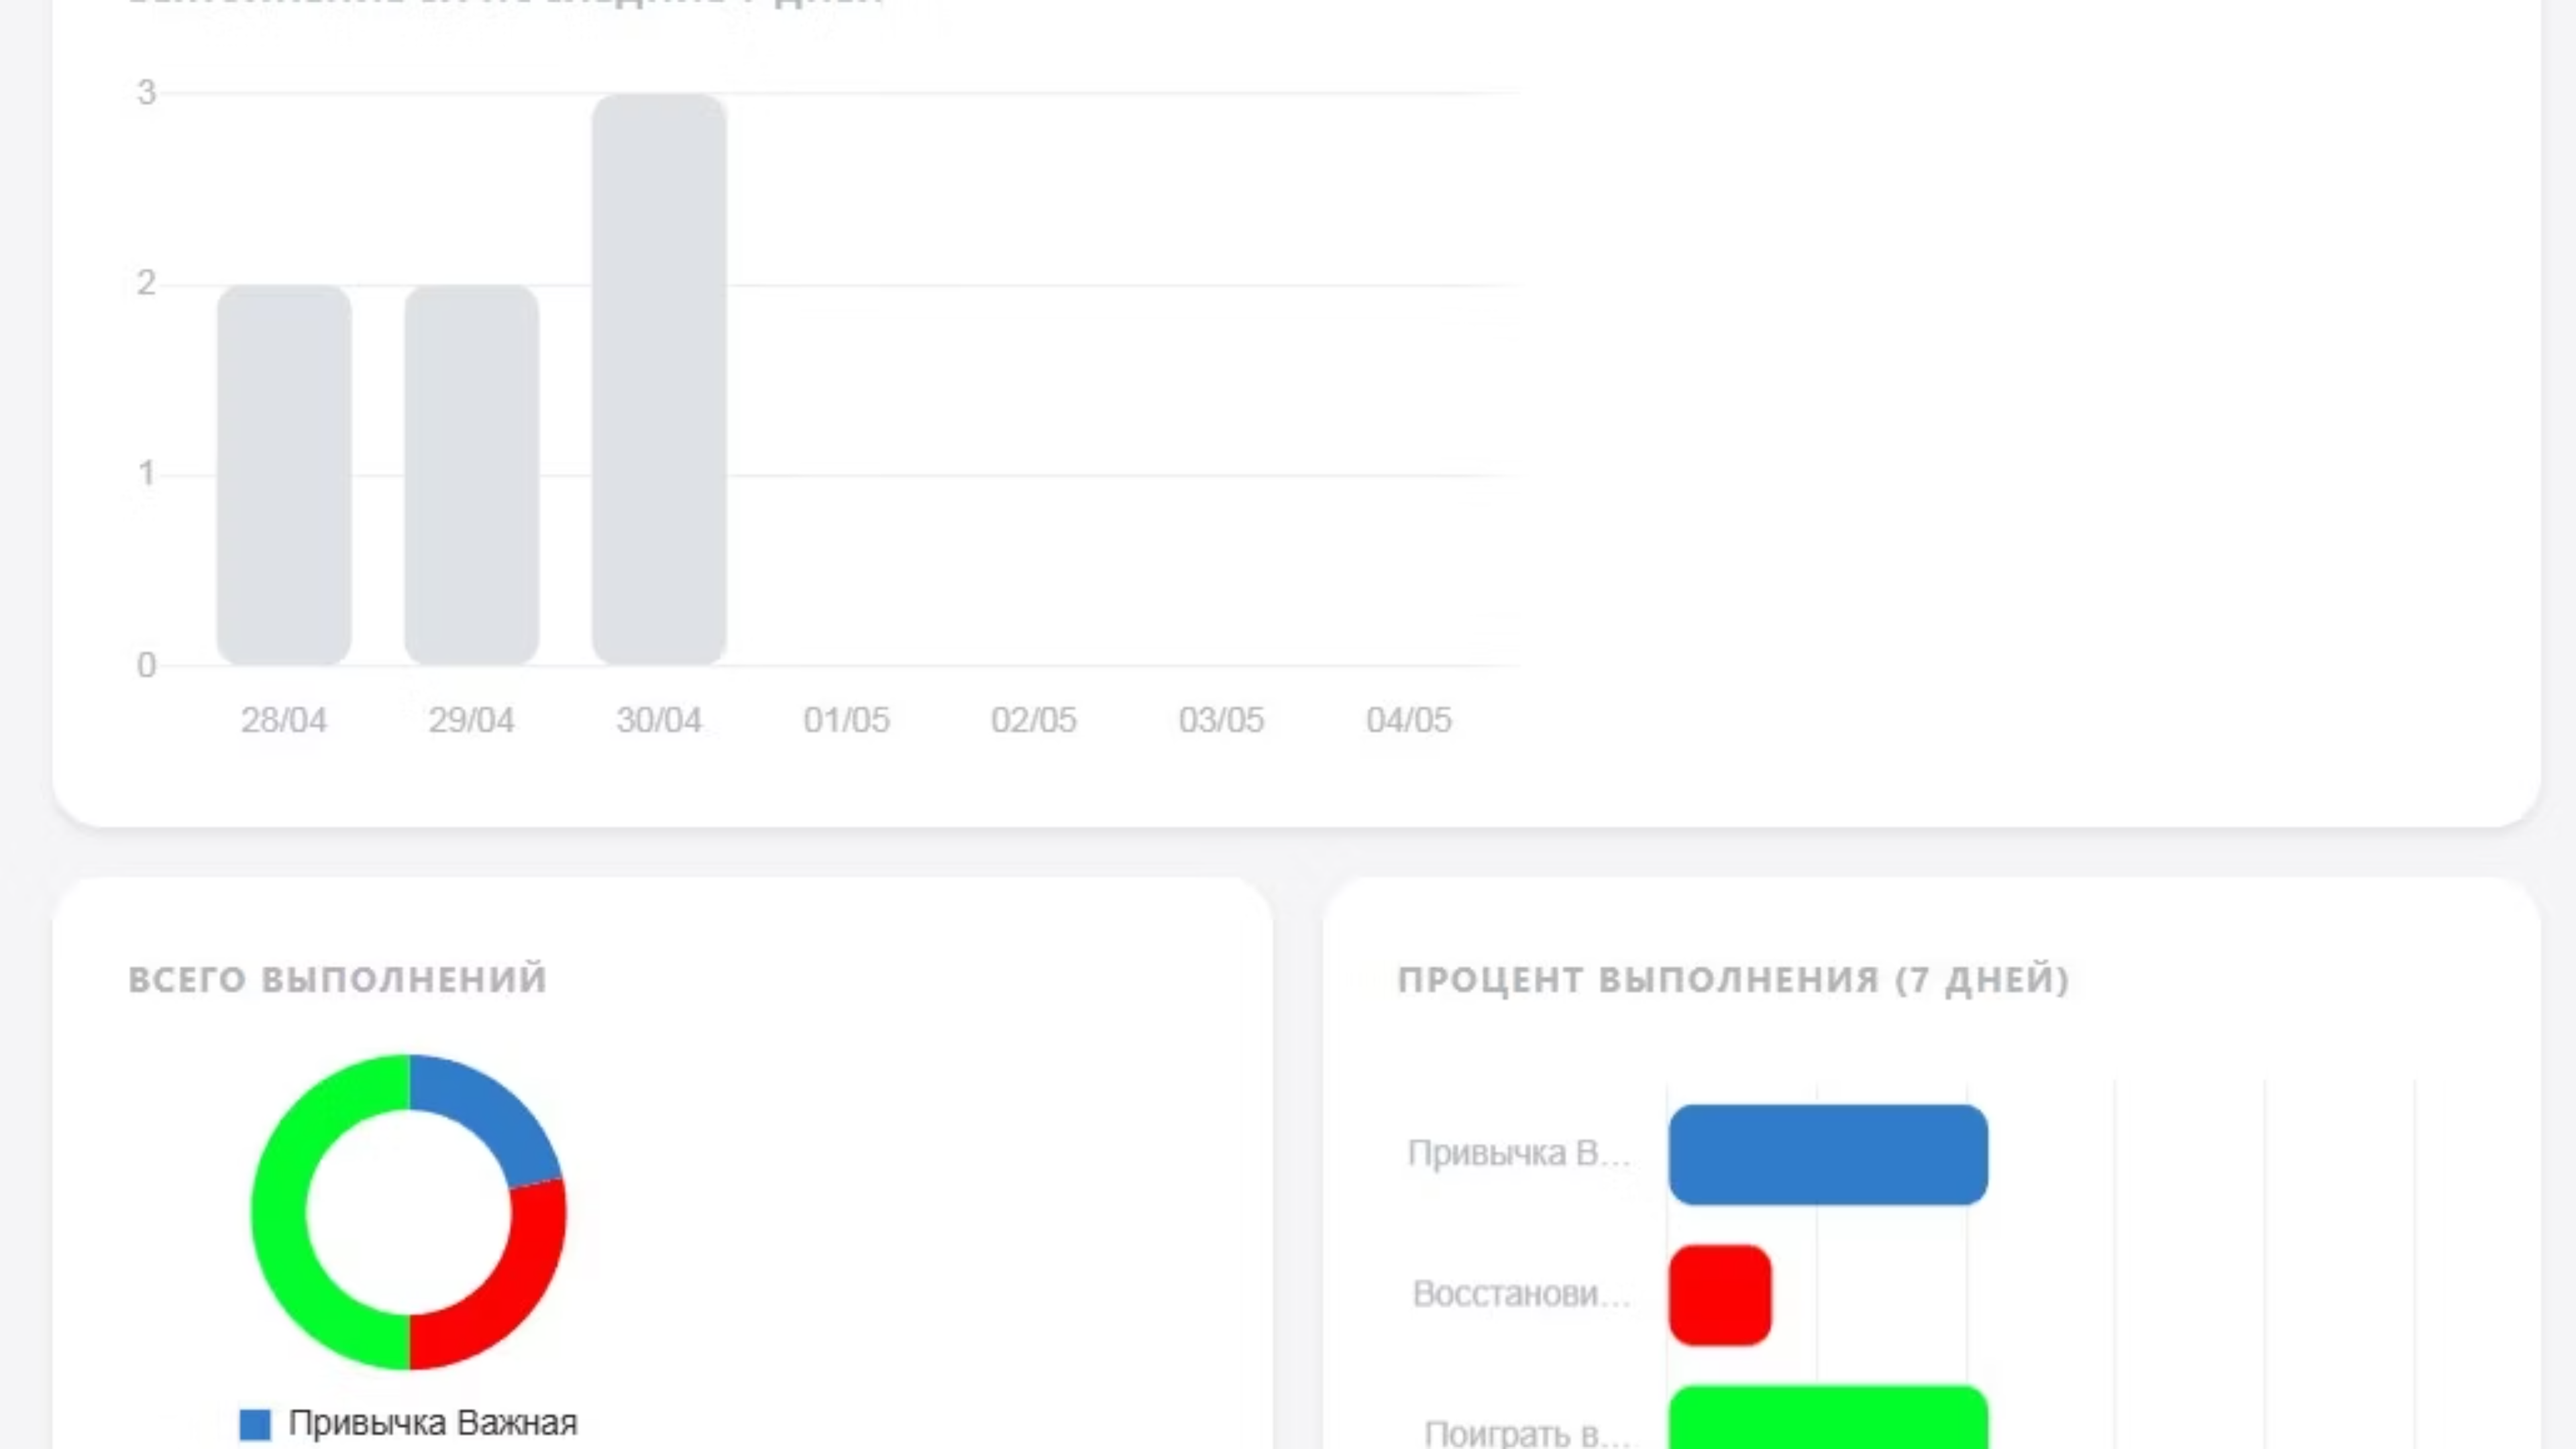 3
2
1
0
28/04 29/04 30/04 01/05 02/05 03/05 04/05
ВСЕГО ВЫПОЛНЕНИЙ
Привычка Важная
ПРОЦЕНТ ВЫПОЛНЕНИЯ (7 ДНЕЙ)
Привычка В...
Восстанови...
Поиграть в...